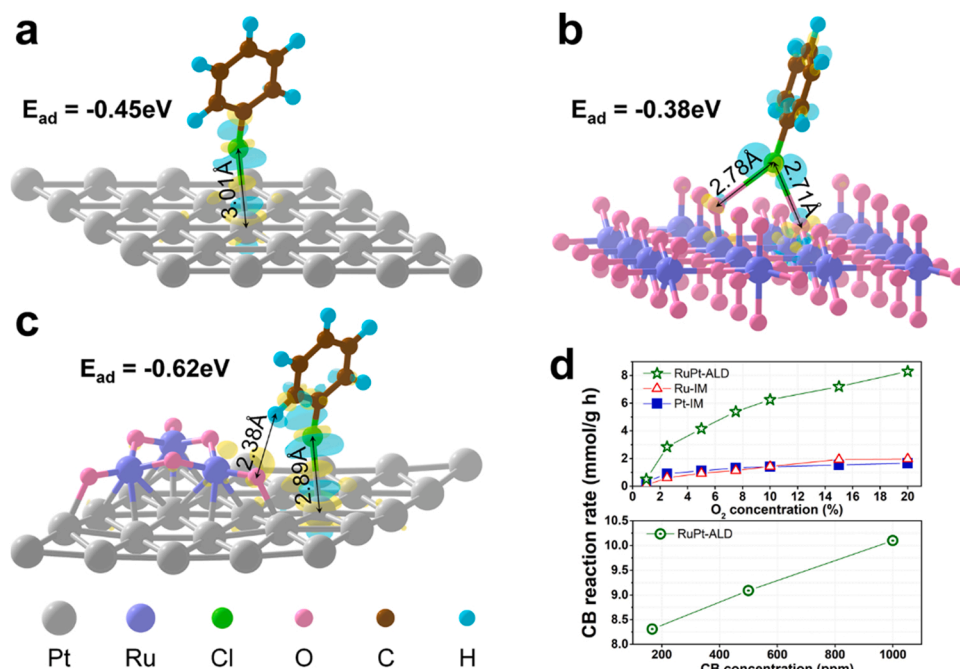 a
E_ad = -0.45eV
3.01Å
b
E_ad = -0.38eV
2.78Å
2.71Å
c
E_ad = -0.62eV
2.38Å
2.89Å
Pt Ru Cl O C H
d
CB reaction rate (mmol/g h)
RuPt-ALD
Ru-IM
Pt-IM
8
6
4
2
0
0 2 4 6 8 10 12 14 16 18 20
O₂ concentration (%)
RuPt-ALD
10.5
10.0
9.5
9.0
8.5
8.0
200 400 600 800 1000
CB concentration (ppm)